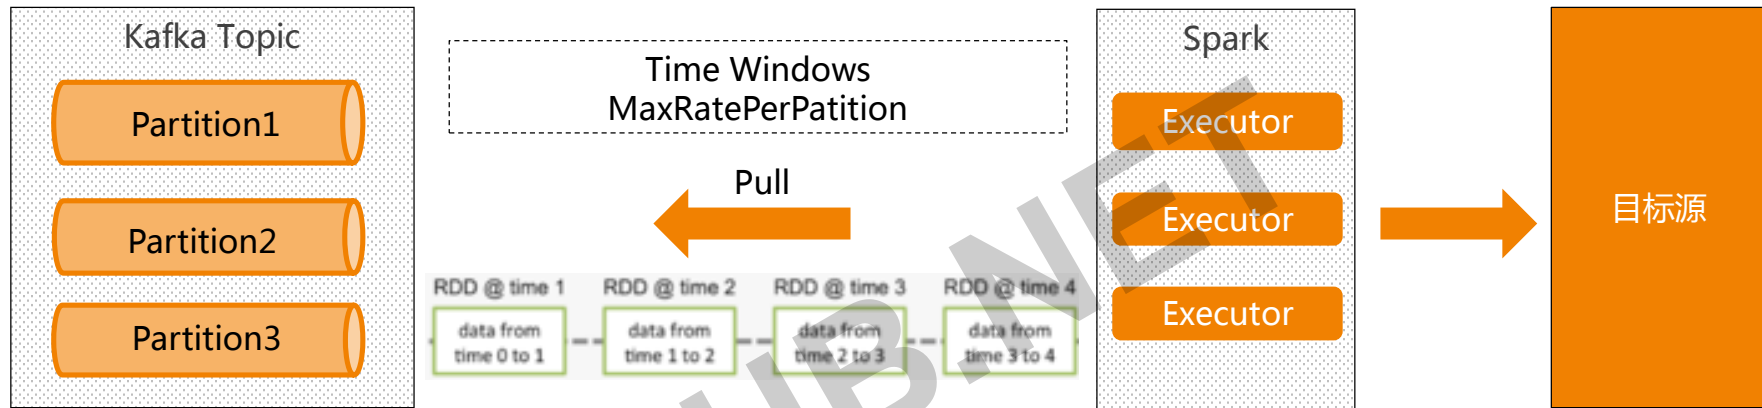 Kafka Topic
Partition1
Partition2
Partition3
Time Windows
MaxRatePerPatition
Pull
RDD @ time 1
RDD @ time 2
RDD @ time 3
RDD @ time 4
data from
time 0 to 1
data from
time 1 to 2
data from
time 2 to 3
data from
time 3 to 4
Spark
Executor
Executor
Executor
目标源
UB.NET